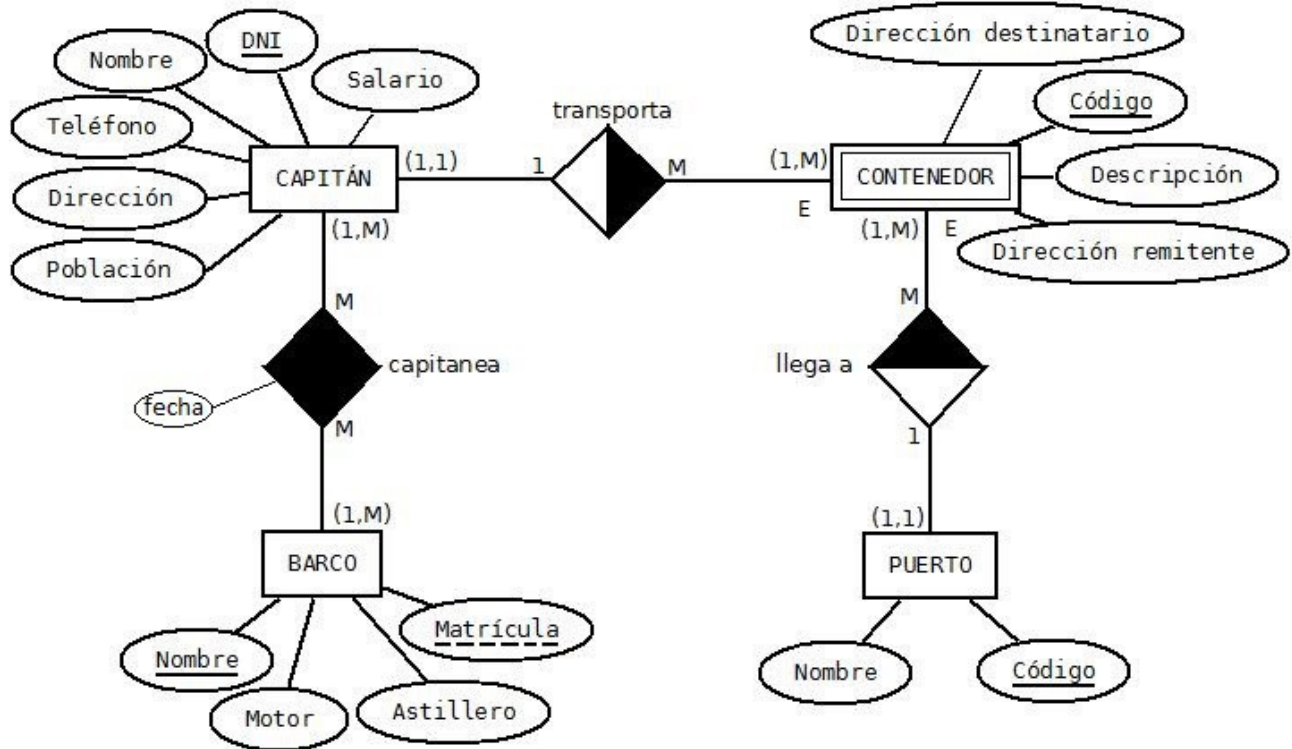 DNI
Nombre
Salario
Teléfono
Dirección
Población
CAPITÁN
(1,1)
1
transporta
M
(1,M)
E
CONTENEDOR
Dirección destinatario
Código
Descripción
Dirección remitente
(1,M)
M
capitanea
fecha
M
(1,M)
BARCO
Nombre
Motor
Astillero
Matrícula
(1,M)
E
M
llega a
1
(1,1)
PUERTO
Nombre
Código